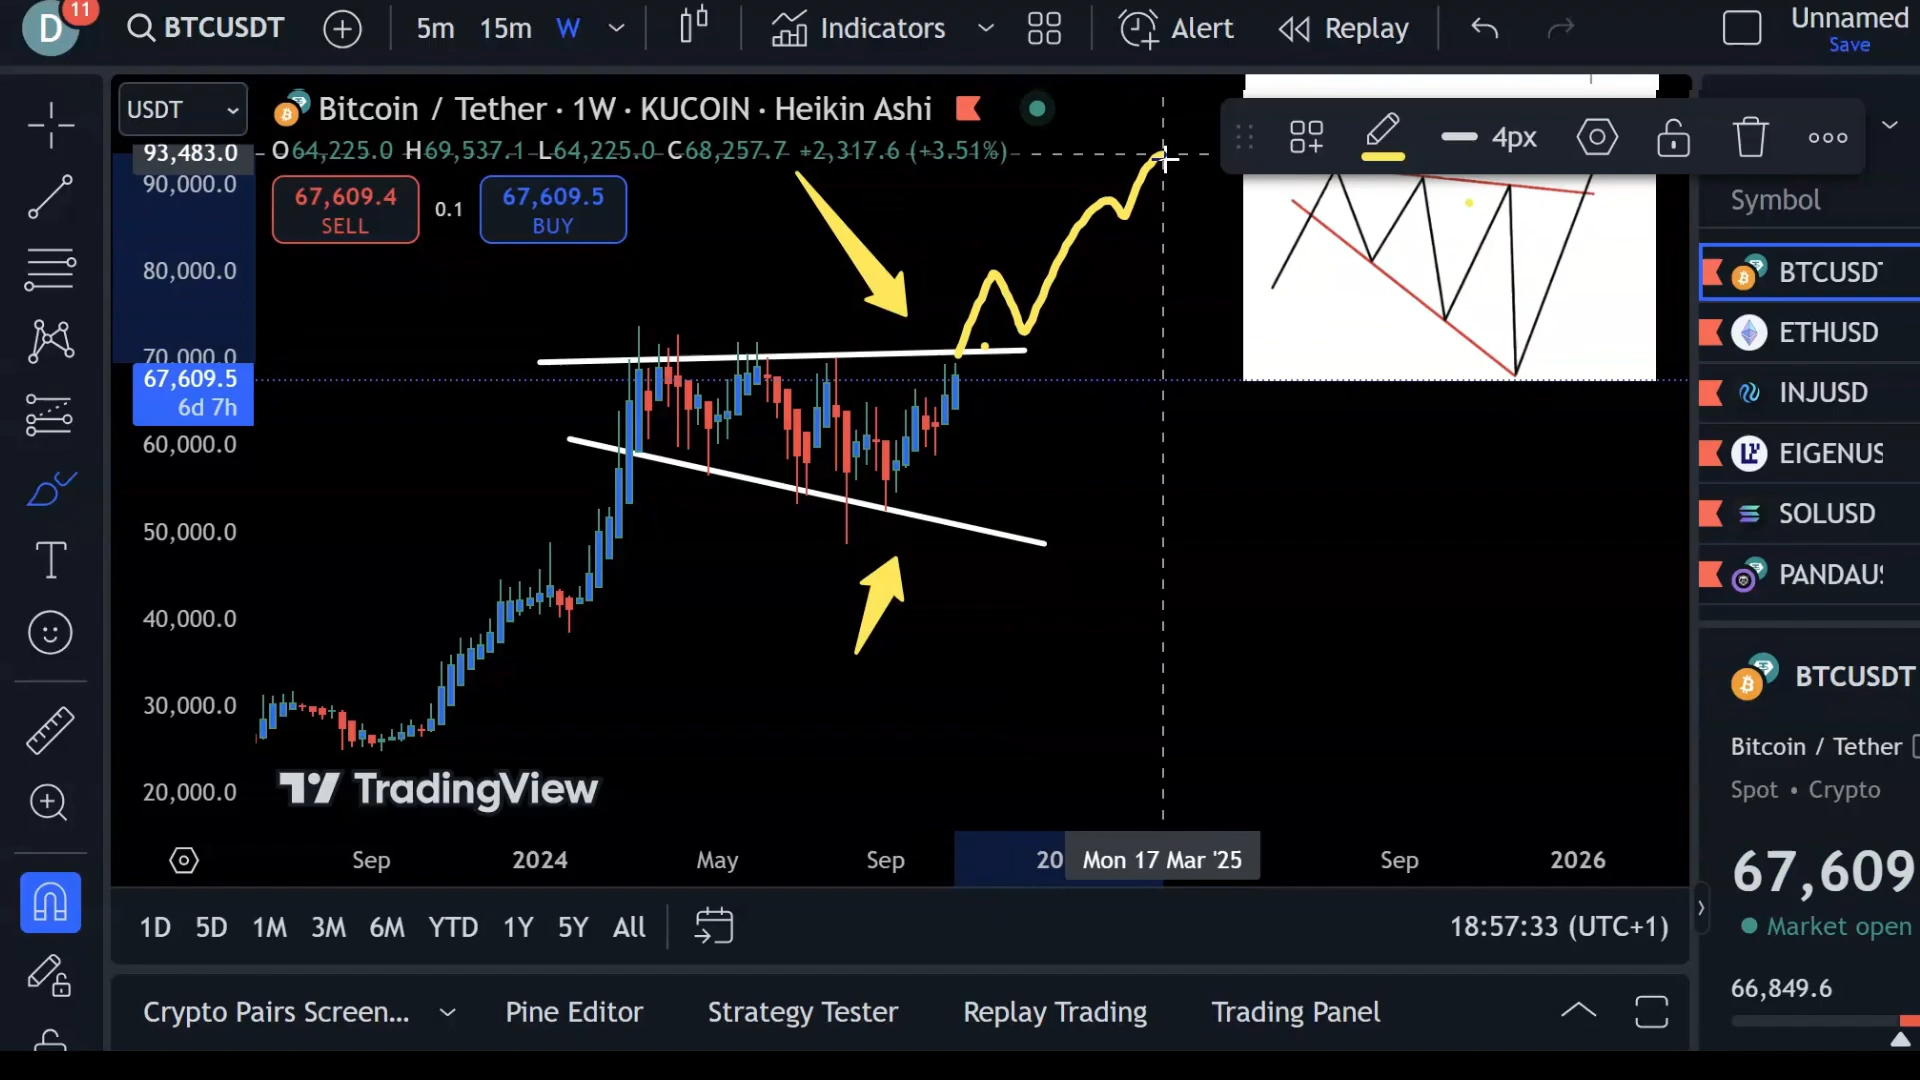 D
11
BTCUSDT
5m 15m W
Indicators
Alert
Replay
Unnamed
Save
USDT
Bitcoin / Tether · 1W · KUCOIN · Heikin Ashi
O64,225.0 H69,537.1 L64,225.0 C68,257.7 +2,317.6 (+3.51%)
67,609.4
SELL
0.1
67,609.5
BUY
4px
93,483.0
90,000.0
80,000.0
70,000.0
67,609.5
6d 7h
60,000.0
50,000.0
40,000.0
30,000.0
20,000.0
TradingView
Sep 2024 May Sep 20 Mon 17 Mar '25 Sep 2026
1D 5D 1M 3M 6M YTD 1Y 5Y All
18:57:33 (UTC+1)
Crypto Pairs Screen... Pine Editor Strategy Tester Replay Trading Trading Panel
Symbol
BTCUSDT
ETHUSD
INJUSD
EIGENUS
SOLUSD
PANDAUS
BTCUSDT
Bitcoin / Tether
Spot • Crypto
67,609
Market open
66,849.6